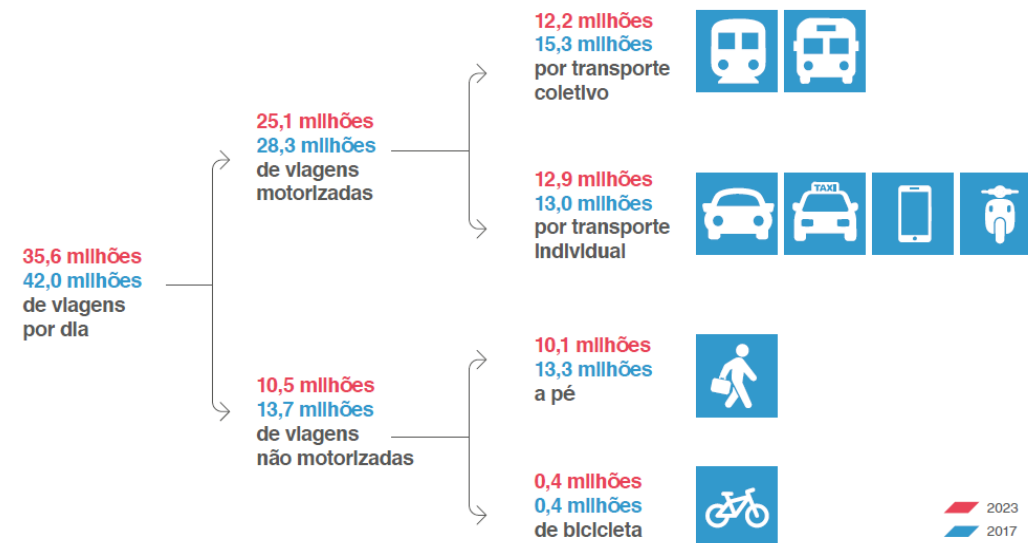 35,6 milhões
42,0 milhões
de viagens
por dia
25,1 milhões
28,3 milhões
de viagens
motorizadas
12,2 milhões
15,3 milhões
por transporte
coletivo
12,9 milhões
13,0 milhões
por transporte
individual
TAXI
10,5 milhões
13,7 milhões
de viagens
não motorizadas
10,1 milhões
13,3 milhões
a pé
0,4 milhões
0,4 milhões
de bicicleta
2023
2017